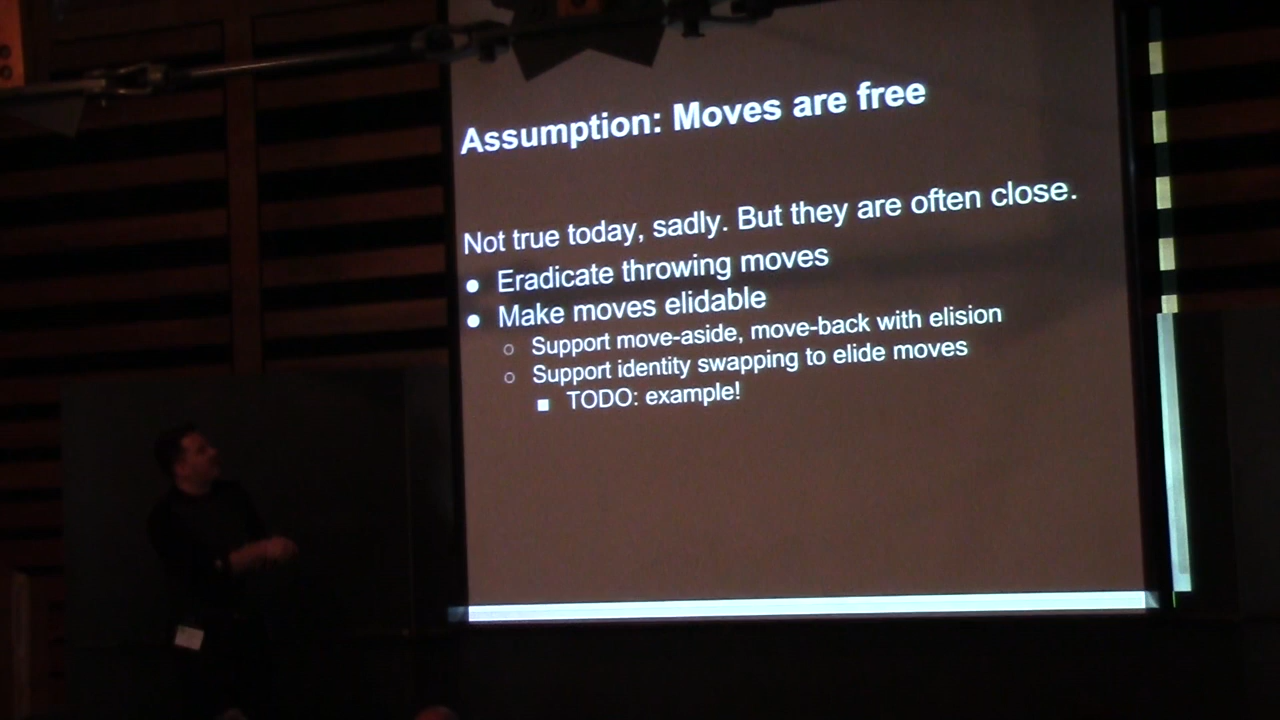 Assumption: Moves are free
Not true today, sadly. But they are often close.
● Eradicate throwing moves
● Make moves elidable
○ Support move-aside, move-back with elision
○ Support identity swapping to elide moves
■ TODO: example!